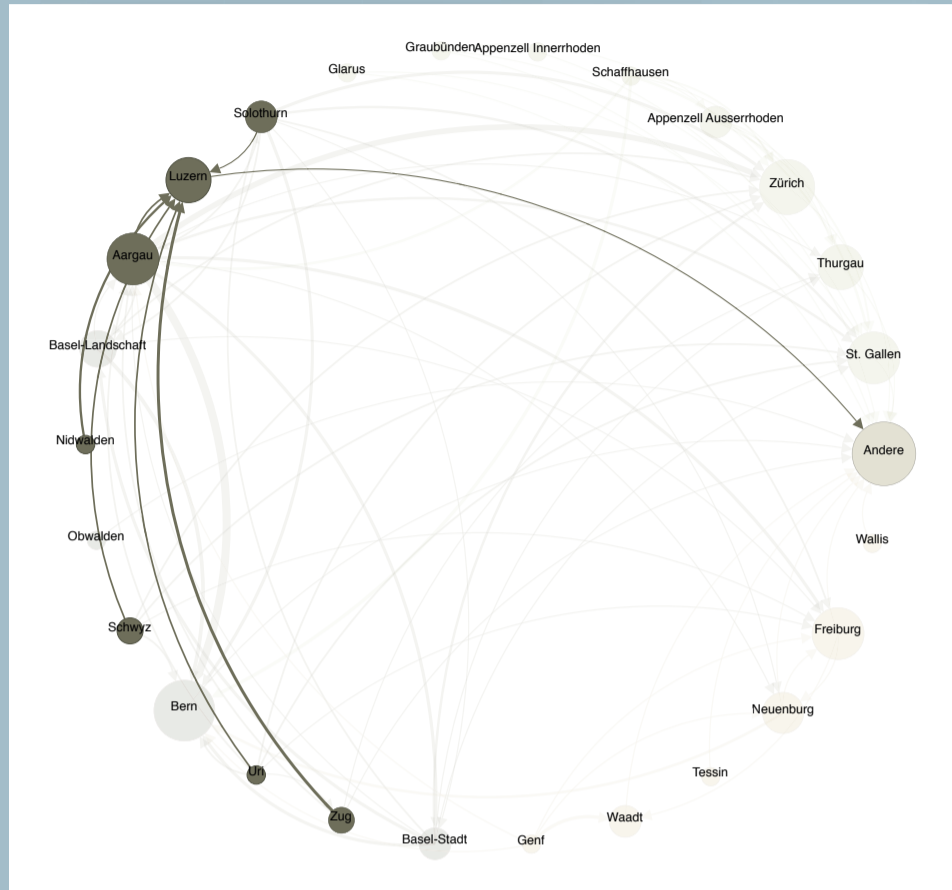 Graubünden
Appenzell Innerrhoden
Glarus
Schaffhausen
Solothurn
Appenzell Ausserrhoden
Luzern
Zürich
Aargau
Thurgau
Basel-Landschaft
St. Gallen
Nidwalden
Andere
Obwalden
Wallis
Schwyz
Freiburg
Bern
Neuenburg
Uri
Tessin
Zug
Waadt
Basel-Stadt
Genf